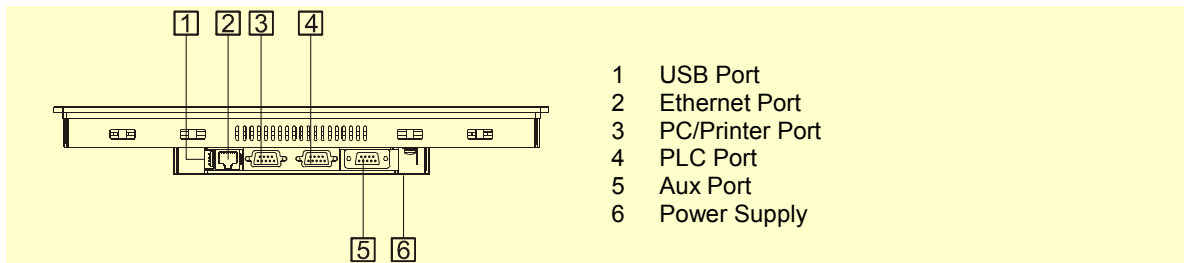 1 2 3 4
1 USB Port
2 Ethernet Port
3 PC/Printer Port
4 PLC Port
5 Aux Port
6 Power Supply
5 6